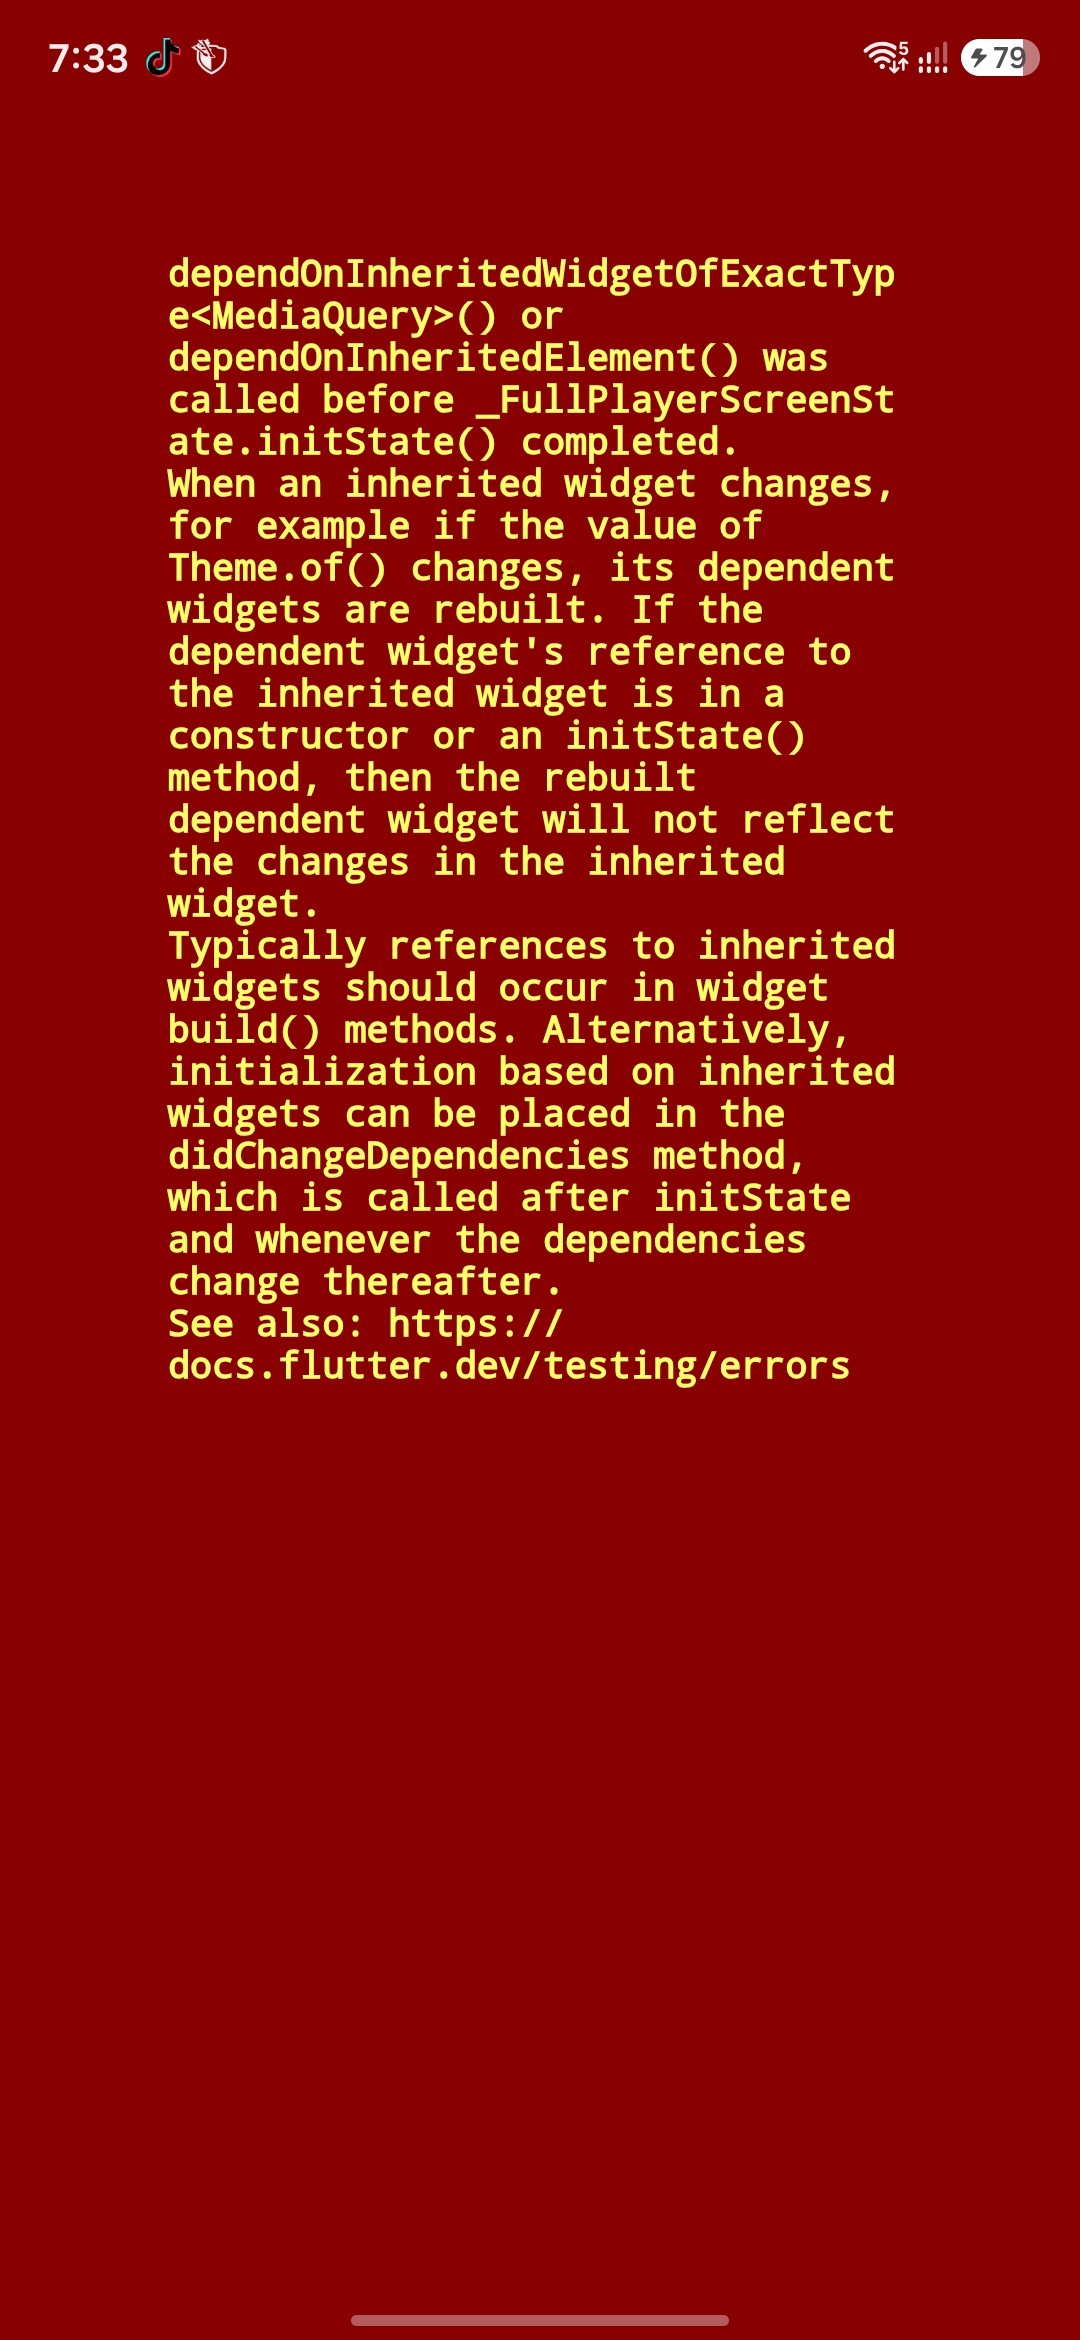 7:33
5
79
dependOnInheritedWidgetOfExactTyp
e<MediaQuery>() or
dependOnInheritedElement() was
called before _FullPlayerScreenSt
ate.initState() completed.
When an inherited widget changes,
for example if the value of
Theme.of() changes, its dependent
widgets are rebuilt. If the
dependent widget's reference to
the inherited widget is in a
constructor or an initState()
method, then the rebuilt
dependent widget will not reflect
the changes in the inherited
widget.
Typically references to inherited
widgets should occur in widget
build() methods. Alternatively,
initialization based on inherited
widgets can be placed in the
didChangeDependencies method,
which is called after initState
and whenever the dependencies
change thereafter.
See also: https://
docs.flutter.dev/testing/errors